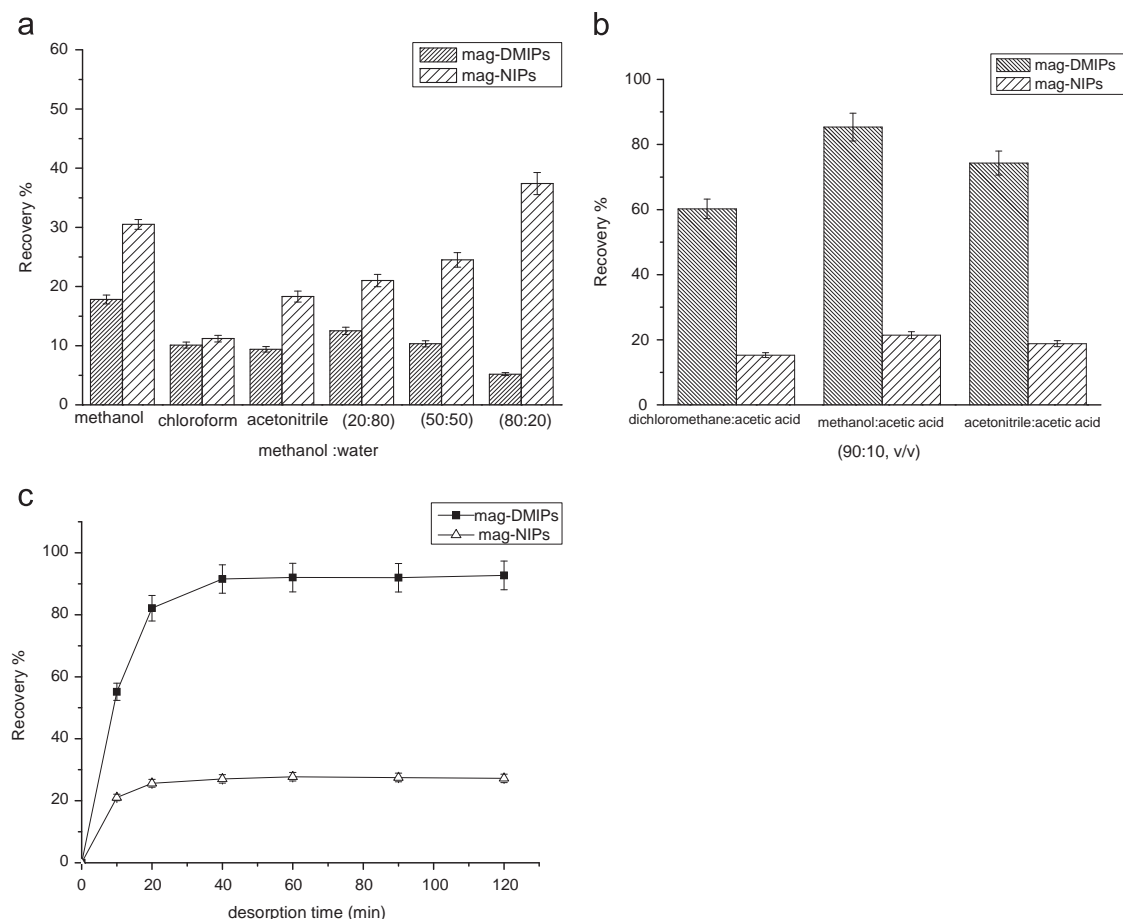 a
mag-DMIPs
mag-NIPs
60
50
40
30
20
10
0
Recovery %
methanol chloroform acetonitrile (20:80) (50:50) (80:20)
methanol :water
b
mag-DMIPs
mag-NIPs
100
80
60
40
20
0
Recovery %
dichloromethane:acetic acid methanol:acetic acid acetonitrile:acetic acid
(90:10, v/v)
c
mag-DMIPs
mag-NIPs
100
80
60
40
20
0
Recovery %
0 20 40 60 80 100 120
desorption time (min)